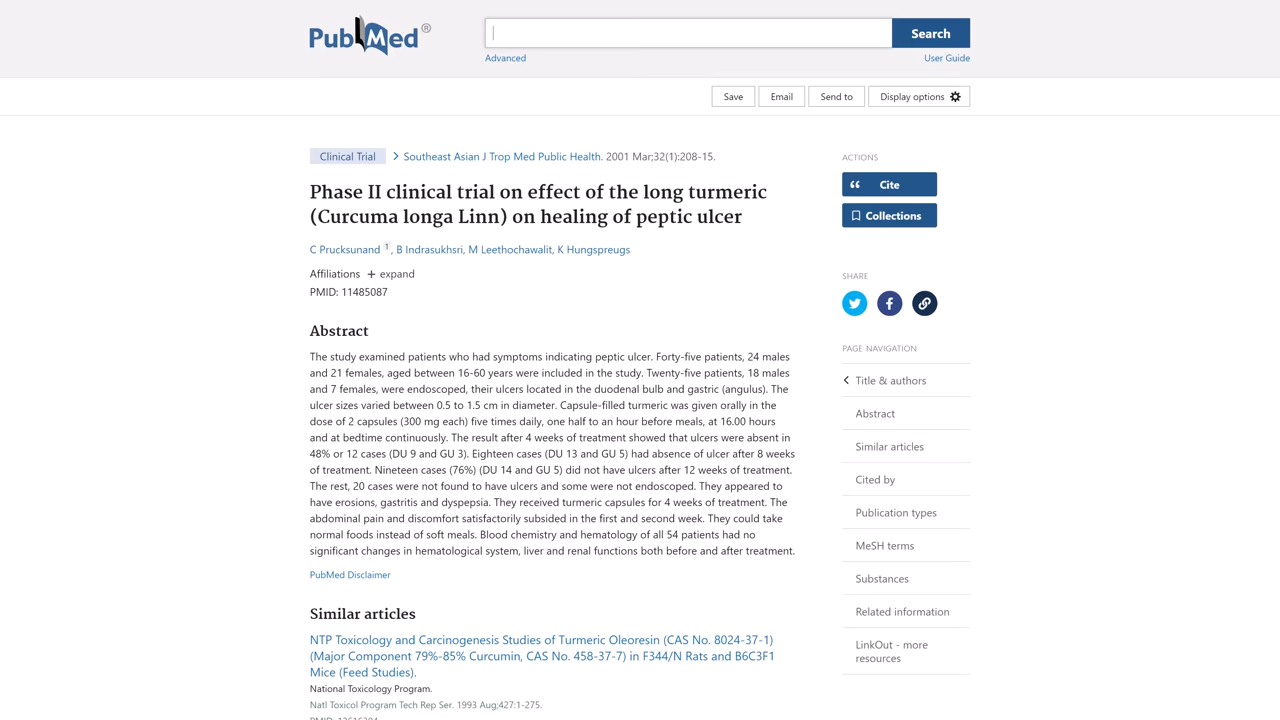 PubMed®
Search
Advanced
User Guide
Save
Email
Send to
Display options
Clinical Trial
Southeast Asian J Trop Med Public Health. 2001 Mar;32(1):208-15.
Phase II clinical trial on effect of the long turmeric
(Curcuma longa Linn) on healing of peptic ulcer
C Prucksunand 1, B Indrasukhsri, M Leethochawalit, K Hungspreugs
Affiliations + expand
PMID: 11485087
Abstract
The study examined patients who had symptoms indicating peptic ulcer. Forty-five patients, 24 males
and 21 females, aged between 16-60 years were included in the study. Twenty-five patients, 18 males
and 7 females, were endoscoped, their ulcers located in the duodenal bulb and gastric (angulus). The
ulcer sizes varied between 0.5 to 1.5 cm in diameter. Capsule-filled turmeric was given orally in the
dose of 2 capsules (300 mg each) five times daily, one half to an hour before meals, at 16.00 hours
and at bedtime continuously. The result after 4 weeks of treatment showed that ulcers were absent in
48% or 12 cases (DU 9 and GU 3). Eighteen cases (DU 13 and GU 5) had absence of ulcer after 8 weeks
of treatment. Nineteen cases (76%) (DU 14 and GU 5) did not have ulcers after 12 weeks of treatment.
The rest, 20 cases were not found to have ulcers and some were not endoscoped. They appeared to
have erosions, gastritis and dyspepsia. They received turmeric capsules for 4 weeks of treatment. The
abdominal pain and discomfort satisfactorily subsided in the first and second week. They could take
normal foods instead of soft meals. Blood chemistry and hematology of all 54 patients had no
significant changes in hematological system, liver and renal functions both before and after treatment.
PubMed Disclaimer
Similar articles
NTP Toxicology and Carcinogenesis Studies of Turmeric Oleoresin (CAS No. 8024-37-1)
(Major Component 79%-85% Curcumin, CAS No. 458-37-7) in F344/N Rats and B6C3F1
Mice (Feed Studies).
National Toxicology Program.
Natl Toxicol Program Tech Rep Ser. 1993 Aug;427:1-275.
ACTIONS
Cite
Collections
SHARE
PAGE NAVIGATION
Title & authors
Abstract
Similar articles
Cited by
Publication types
MeSH terms
Substances
Related information
LinkOut - more
resources